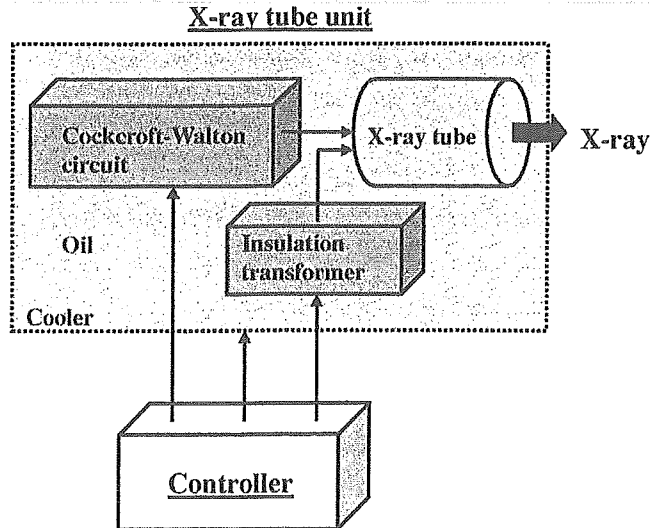 X-ray tube unit
Cockcroft-Walton
circuit
X-ray tube
X-ray
Oil
Insulation
transformer
Cooler
Controller